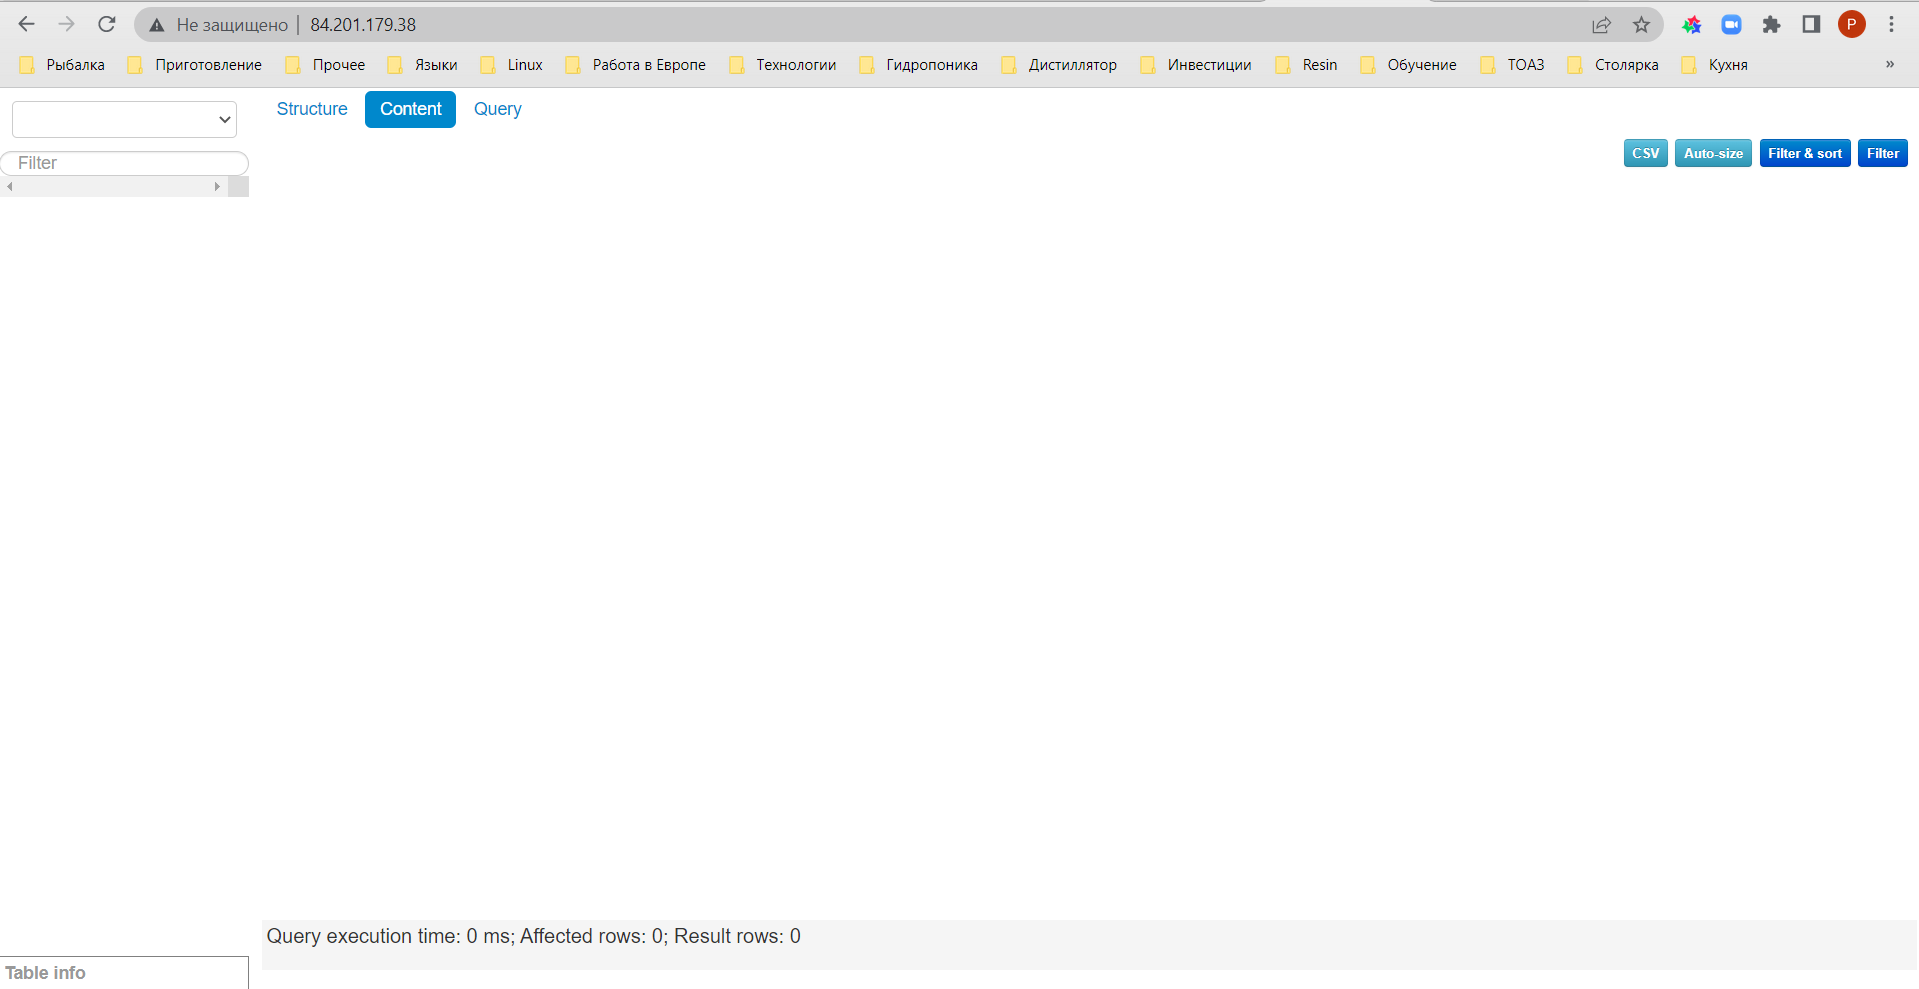 Не защищено | 84.201.179.38
P
Рыбалка Приготовление Прочее Языки Linux Работа в Европе Технологии Гидропоника Дистиллятор Инвестиции Resin Обучение ТОАЗ Столярка Кухня »
Structure Content Query
CSV Auto-size Filter & sort Filter
Filter
Query execution time: 0 ms; Affected rows: 0; Result rows: 0
Table info